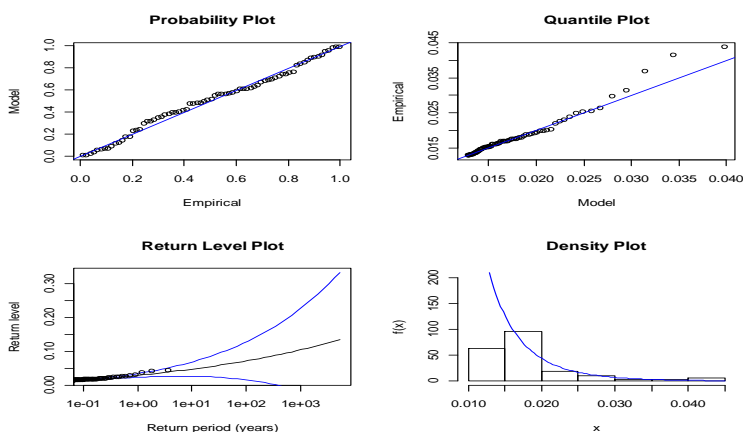 Probability Plot
Model
0.0 0.2 0.4 0.6 0.8 1.0
0.0 0.2 0.4 0.6 0.8 1.0
Empirical
Quantile Plot
Empirical
0.015 0.025 0.035 0.045
0.015 0.020 0.025 0.030 0.035 0.040
Model
Return Level Plot
Return level
0.00 0.10 0.20 0.30
1e-01 1e+00 1e+01 1e+02 1e+03
Return period (years)
Density Plot
f(x)
0 50 100 150 200
0.010 0.020 0.030 0.040
x